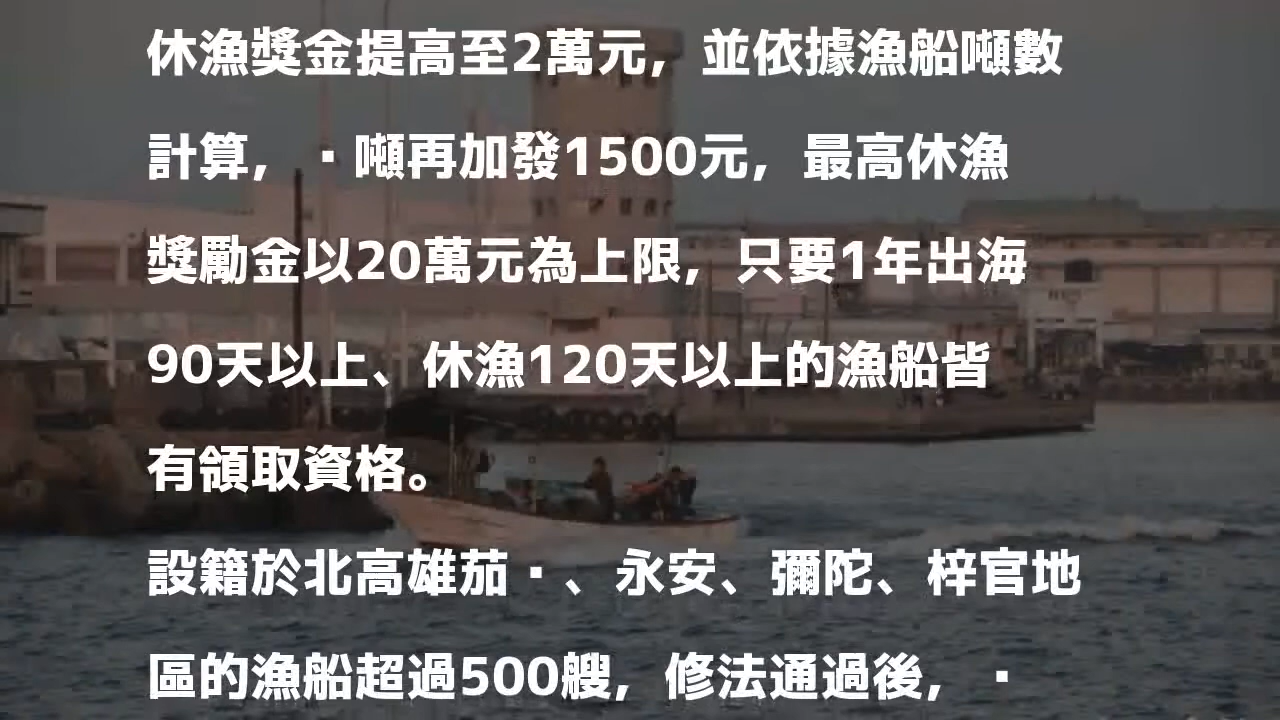 休漁獎金提高至2萬元，並依據漁船噸數
計算，▪噸再加發1500元，最高休漁
獎勵金以20萬元為上限，只要1年出海
90天以上、休漁120天以上的漁船皆
有領取資格。
設籍於北高雄茄▪、永安、彌陀、梓官地
區的漁船超過500艘，修法通過後，▪